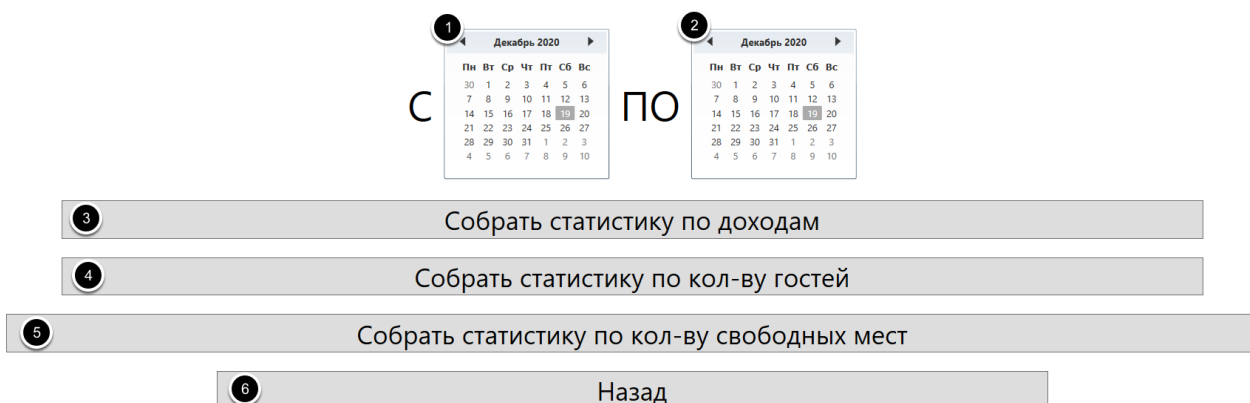 1 2
Декабрь 2020 Декабрь 2020
Пн Вт Ср Чт Пт Сб Вс Пн Вт Ср Чт Пт Сб Вс
30 1 2 3 4 5 6 30 1 2 3 4 5 6
С 7 8 9 10 11 12 13 ПО 7 8 9 10 11 12 13
14 15 16 17 18 19 20 14 15 16 17 18 19 20
21 22 23 24 25 26 27 21 22 23 24 25 26 27
28 29 30 31 1 2 3 28 29 30 31 1 2 3
4 5 6 7 8 9 10 4 5 6 7 8 9 10
3 Собрать статистику по доходам
4 Собрать статистику по кол-ву гостей
5 Собрать статистику по кол-ву свободных мест
6 Назад